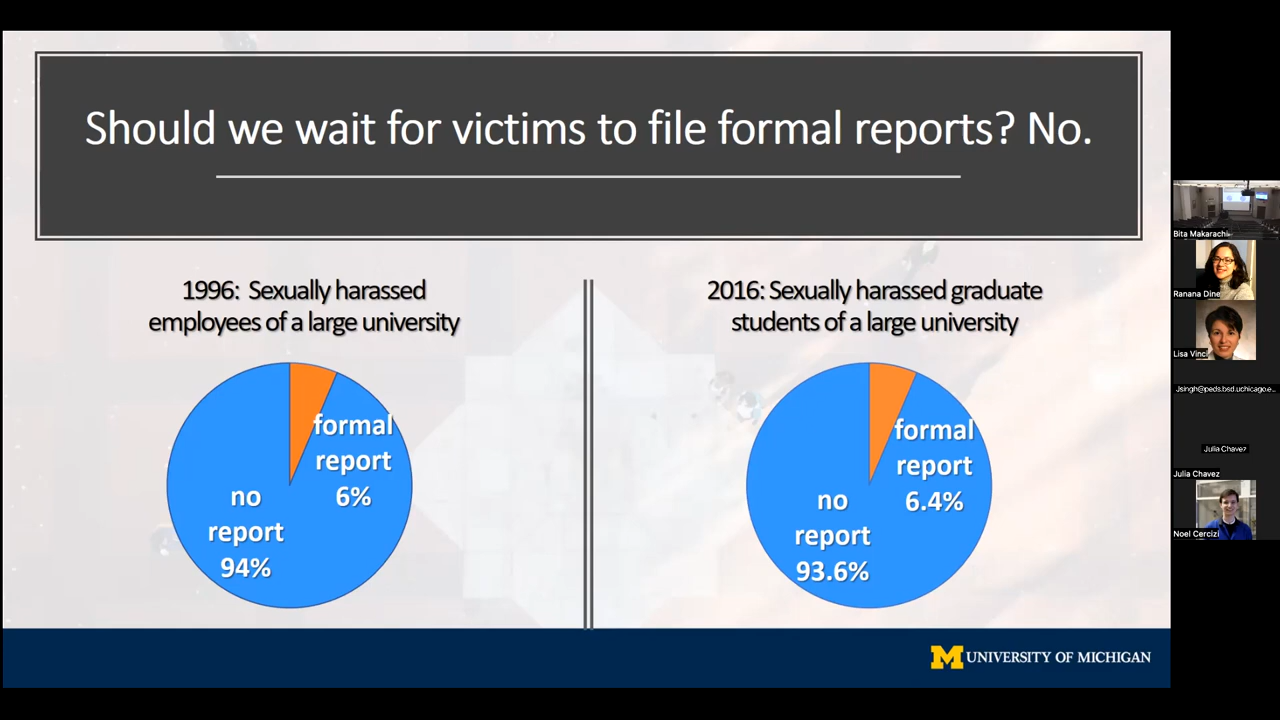 Should we wait for victims to file formal reports? No.
1996: Sexually harassed
employees of a large university
formal
report
6%
no
report
94%
2016: Sexually harassed graduate
students of a large university
formal
report
6.4%
no
report
93.6%
M UNIVERSITY OF MICHIGAN
Bita Makarachi
Ranana Dine
Lisa Vinci
Jsingh@peds.bsd.uchicago.e...
Julia Chavez
Julia Chavez
Noel Cercizi